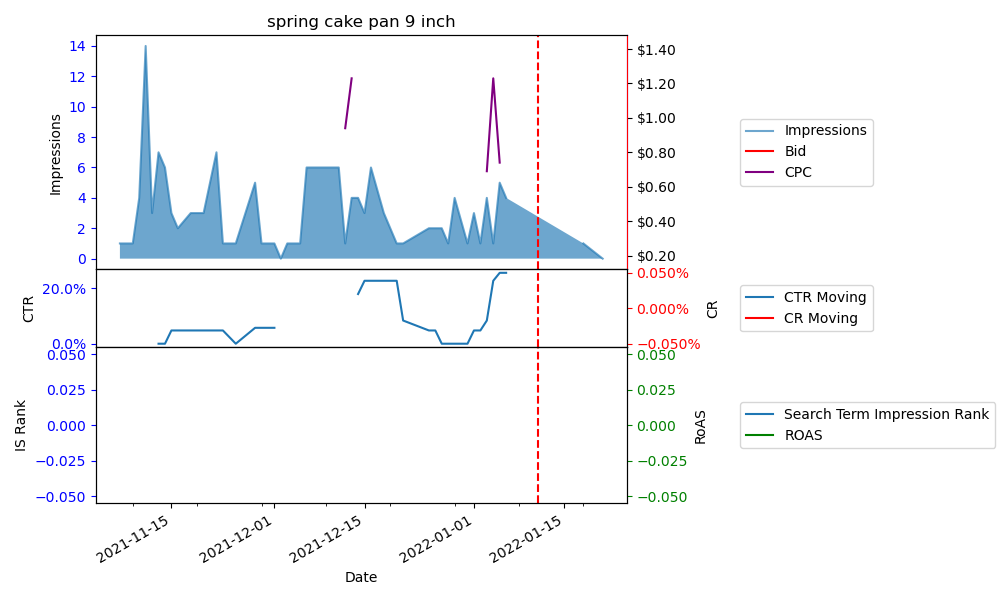 spring cake pan 9 inch
Impressions
14
12
10
8
6
4
2
0
$1.40
$1.20
$1.00
$0.80
$0.60
$0.40
$0.20
Impressions
Bid
CPC
CTR
20.0%
0.0%
0.050%
0.000%
−0.050%
CR
CTR Moving
CR Moving
IS Rank
0.050
0.025
0.000
−0.025
−0.050
0.050
0.025
0.000
−0.025
−0.050
RoAS
Search Term Impression Rank
ROAS
2021-11-15
2021-12-01
2021-12-15
2022-01-01
2022-01-15
Date